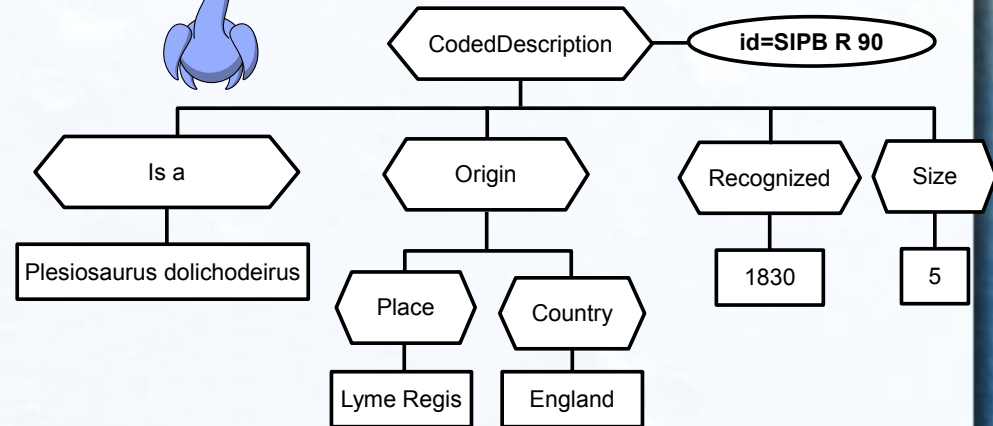 CodedDescription
id=SIPB R 90
Is a
Origin
Recognized
Size
Plesiosaurus dolichodeirus
1830
5
Place
Country
Lyme Regis
England